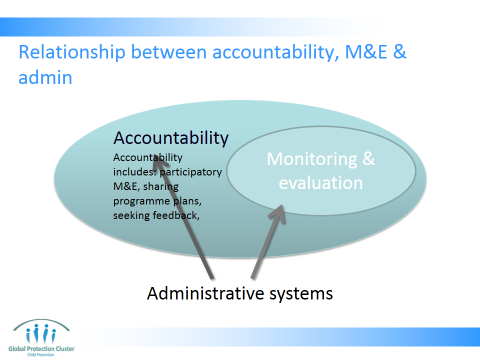 Relationship between accountability, M&E &
admin
Accountability
Accountability
includes: participatory
M&E, sharing
programme plans,
seeking feedback,
Monitoring &
evaluation
Administrative systems
Global Protection Cluster
Child Protection